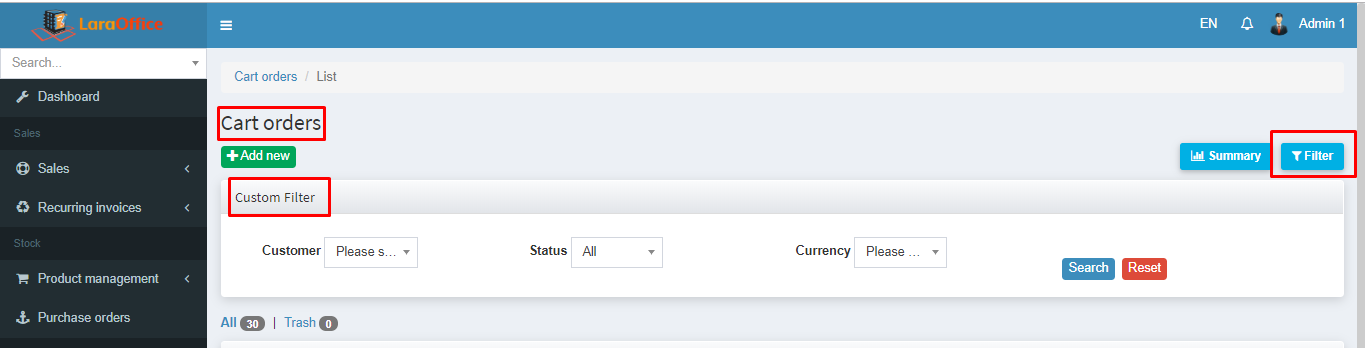 LaraOffice
EN
Admin 1
Search...
Cart orders / List
Dashboard
Cart orders
Sales
Add new
Summary
Filter
Sales
Custom Filter
Recurring invoices
Stock
Customer Please s...
Status All
Currency Please ...
Search Reset
Product management
Purchase orders
All 30 | Trash 0